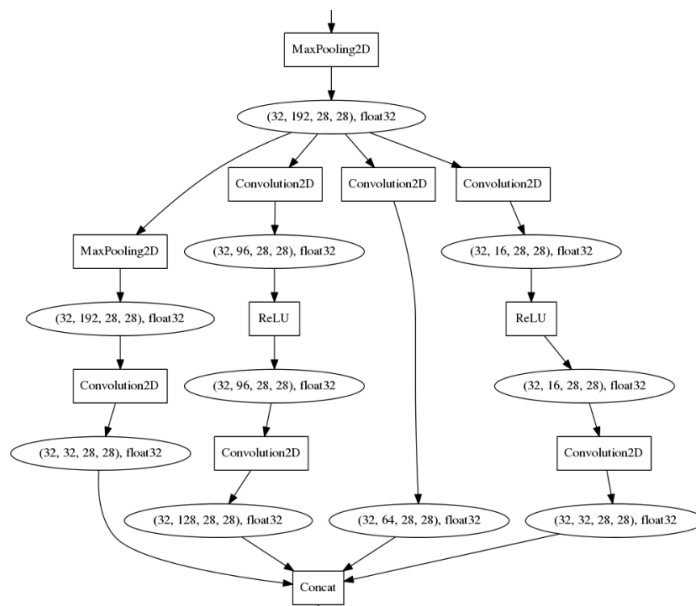 MaxPooling2D
(32, 192, 28, 28), float32
Convolution2D
Convolution2D
Convolution2D
MaxPooling2D
(32, 96, 28, 28), float32
(32, 16, 28, 28), float32
(32, 192, 28, 28), float32
ReLU
ReLU
Convolution2D
(32, 96, 28, 28), float32
(32, 16, 28, 28), float32
(32, 32, 28, 28), float32
Convolution2D
Convolution2D
(32, 128, 28, 28), float32
(32, 64, 28, 28), float32
(32, 32, 28, 28), float32
Concat